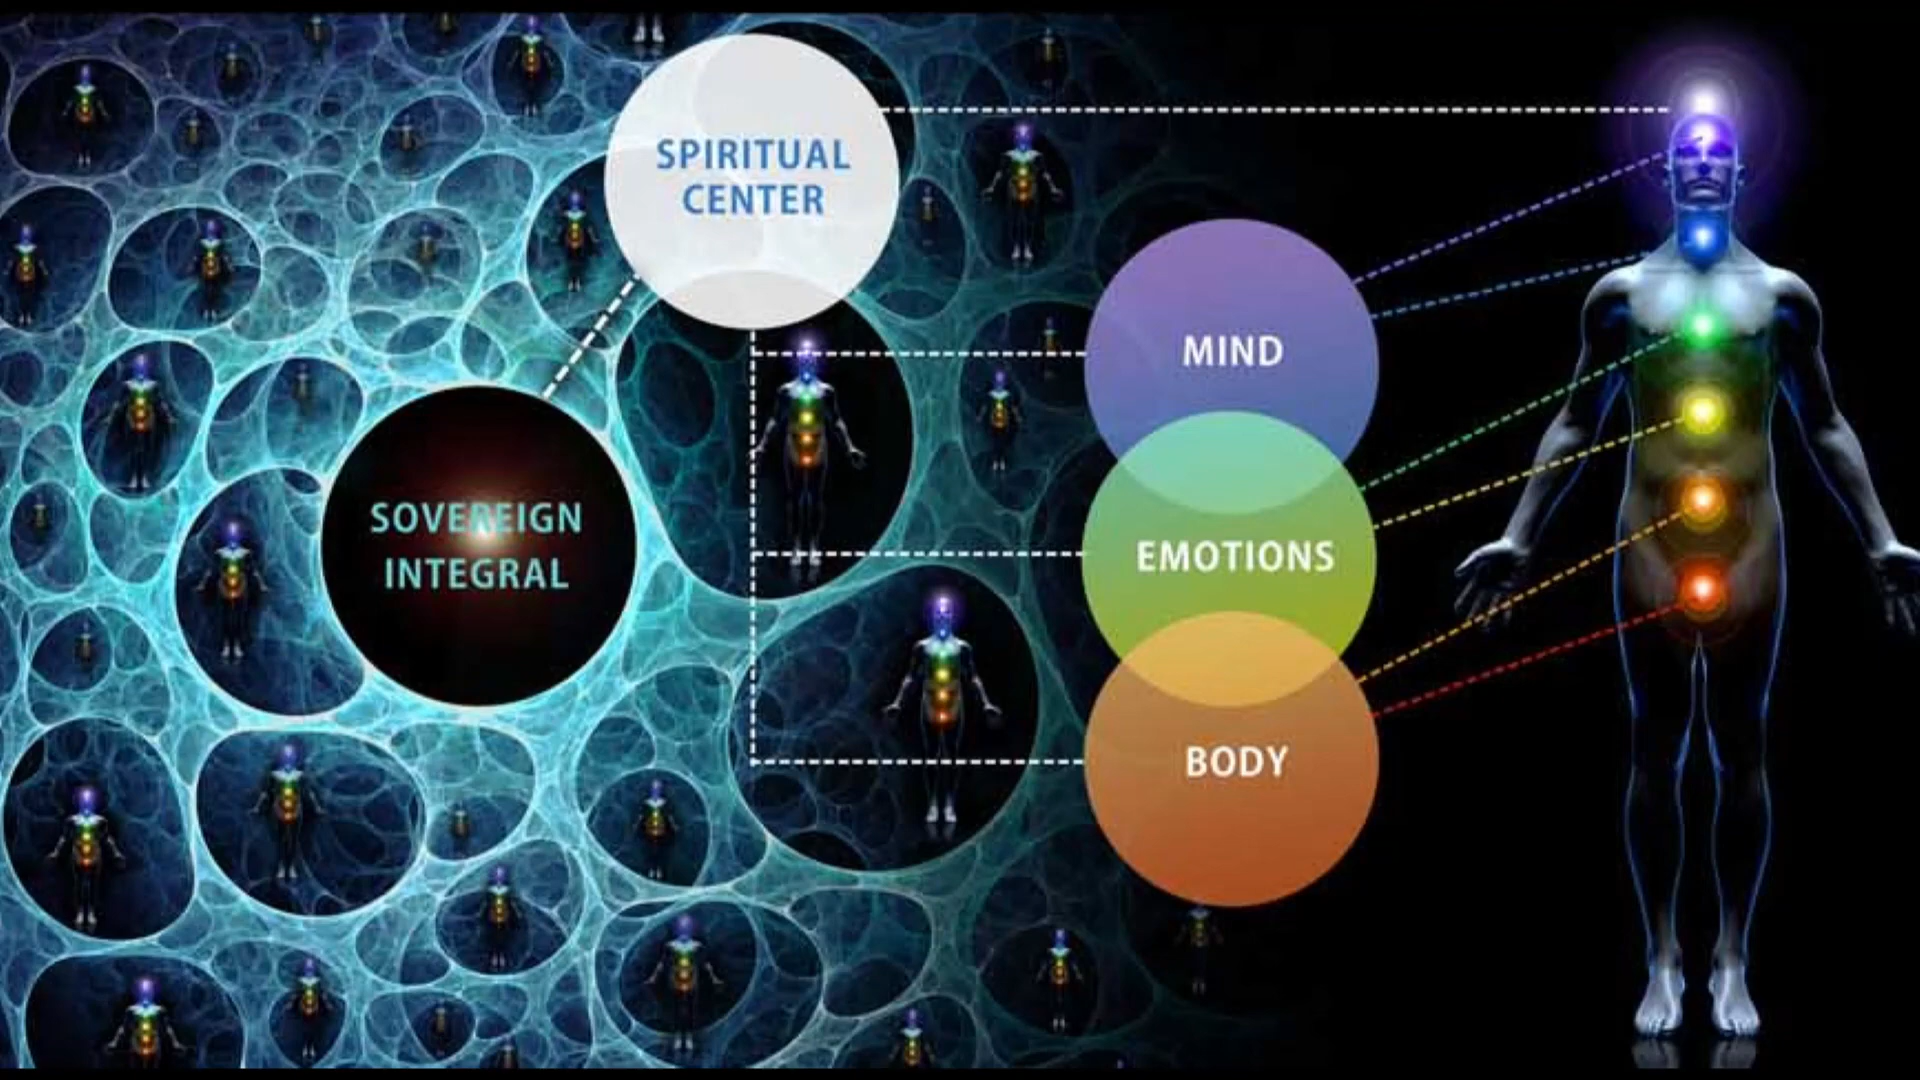 SPIRITUAL
CENTER
MIND
SOVEREIGN
INTEGRAL
EMOTIONS
BODY